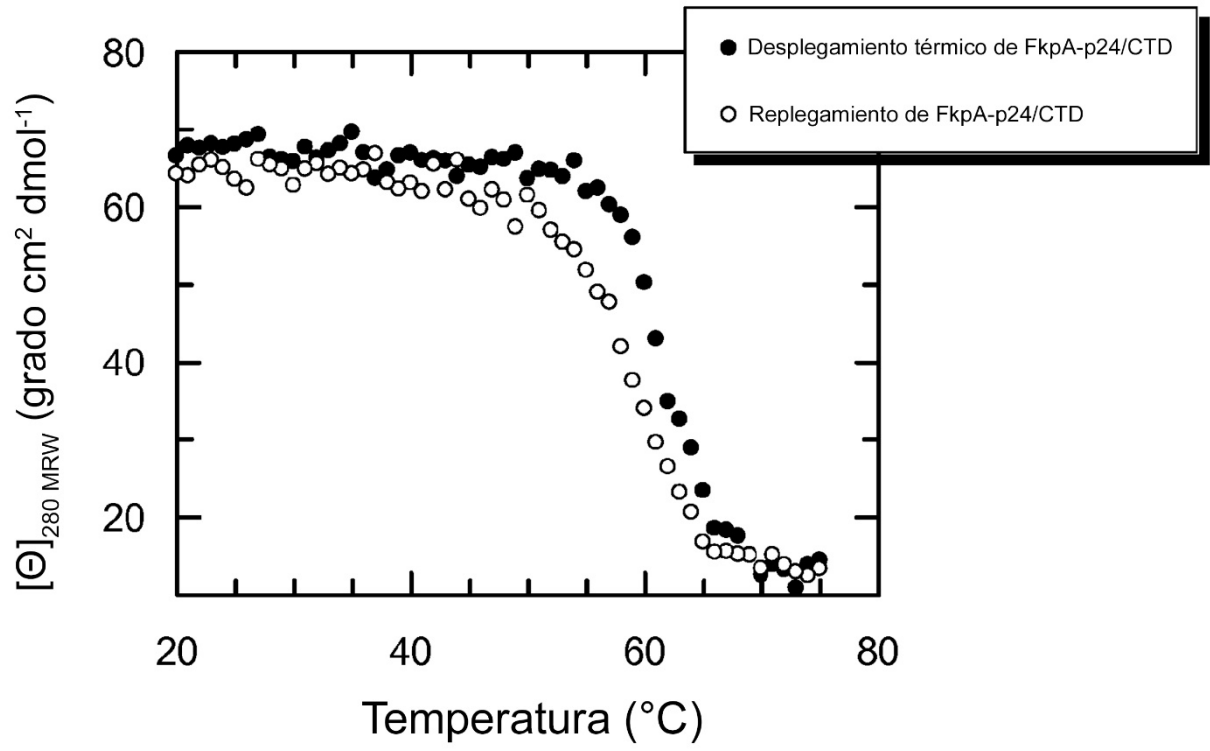 Desplegamiento térmico de FkpA-p24/CTD
Replegamiento de FkpA-p24/CTD
80
60
40
20
[Θ]280 MRW (grado cm² dmol⁻¹)
20 40 60 80
Temperatura (°C)